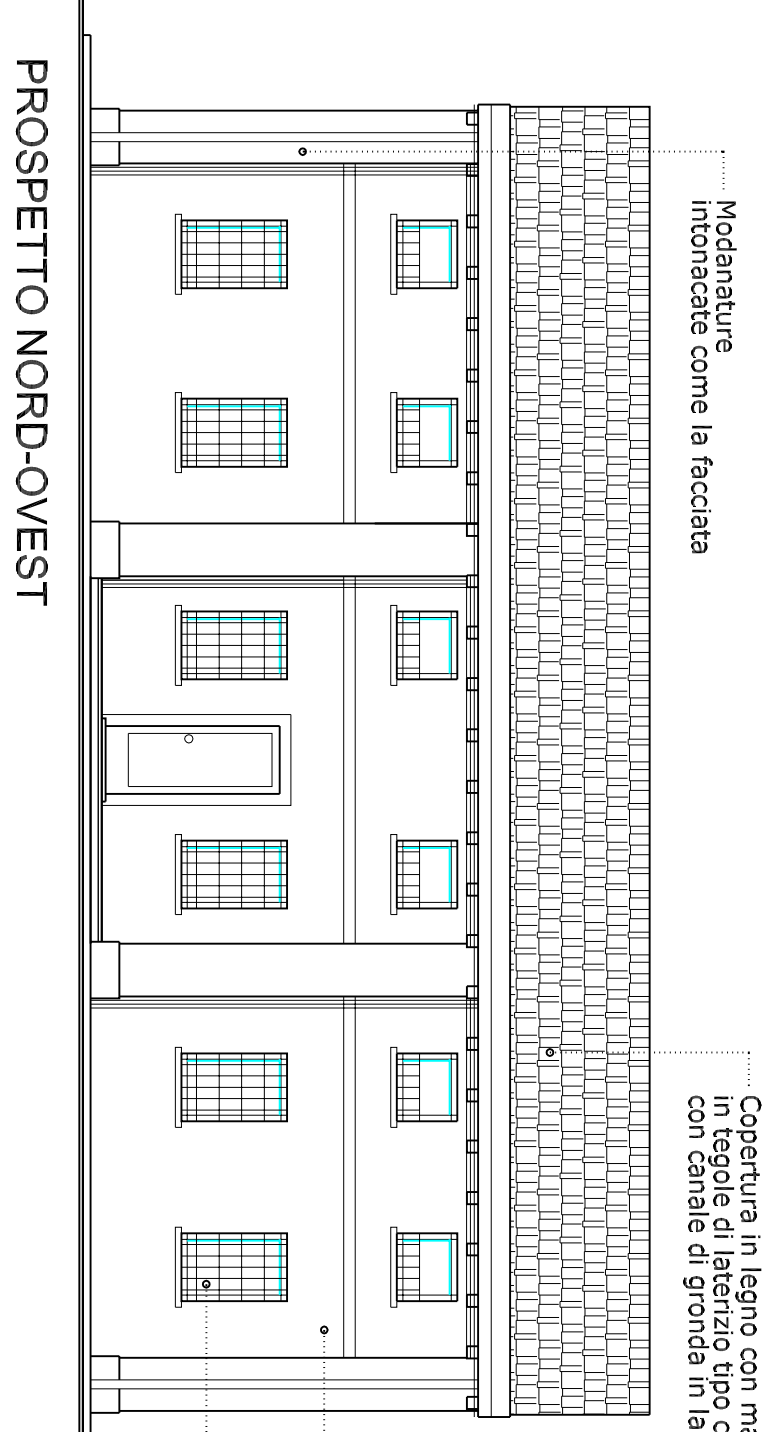 Modanature
intonacate come la facciata
Copertura in legno con
in tegole di laterizio tipo
con canale di gronda in
PROSPETTO NORD-OVEST